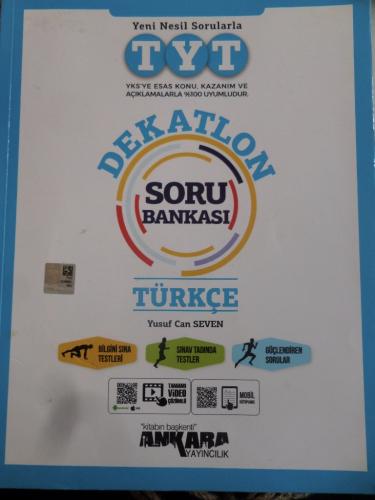 Yeni Nesil Sorularla
TYT
YKS'YE ESAS KONU, KAZANIM VE
AÇIKLAMALARLA %100 UYUMLUDUR.
DEKATLON
SORU
BANKASI
TÜRKÇE
Yusuf Can SEVEN
BİLGİNİ SINA
TESTLERİ
SINAV TADINDA
TESTLER
GÜÇLENDİREN
SORULAR
TAMAMI
VİDEO
ÇÖZÜMLÜ
MOBİL
KÜTÜPHANE
"kitabın başkenti"
ANKARA
YAYINCILIK